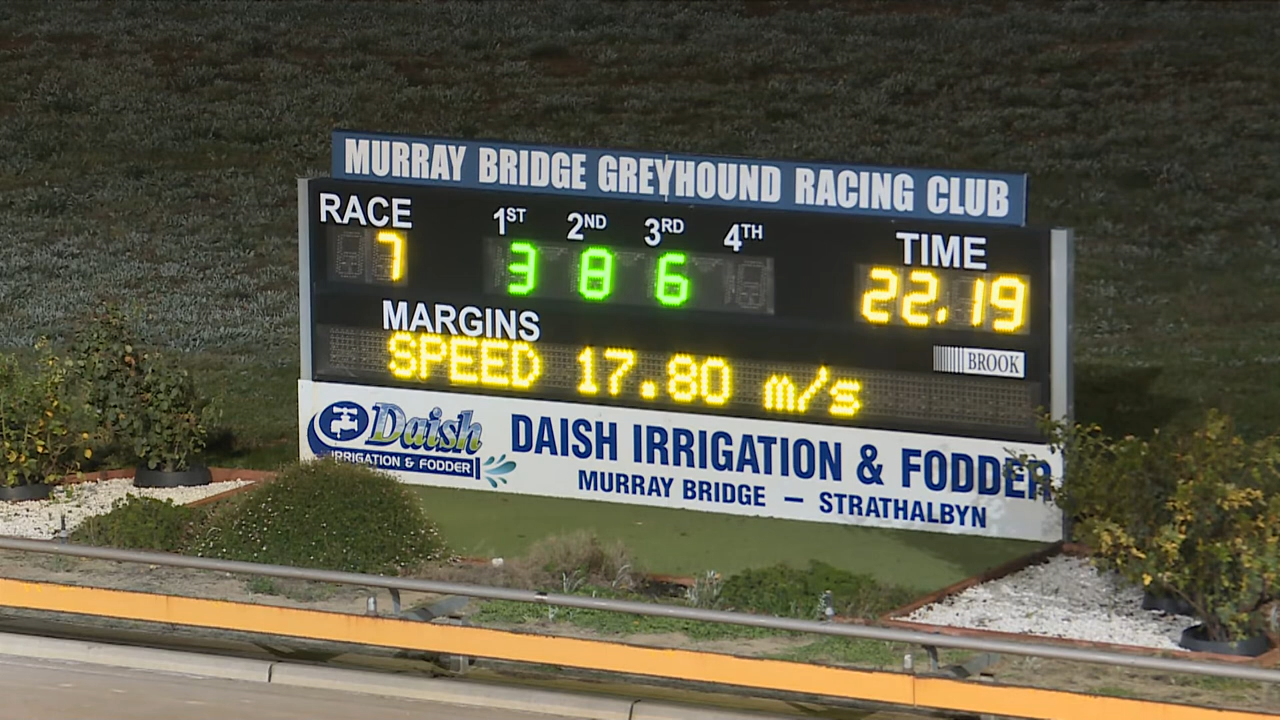 MURRAY BRIDGE GREYHOUND RACING CLUB
RACE 1ST 2ND 3RD 4TH TIME
7 3 8 6 22.19
MARGINS
SPEED 17.80 m/s
BROOK
Daish
IRRIGATION & FODDER
DAISH IRRIGATION & FODDER
MURRAY BRIDGE – STRATHALBYN